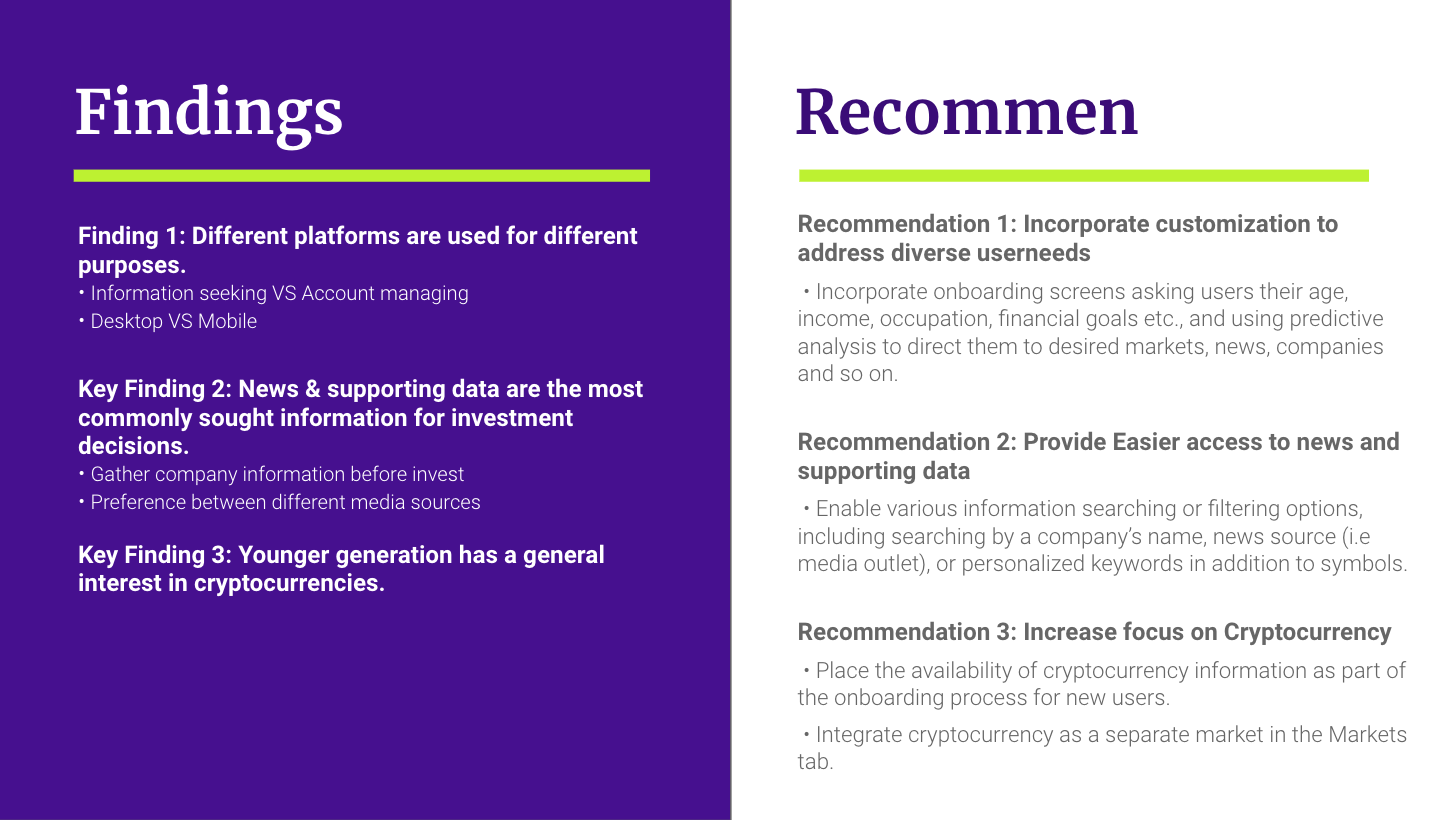 Findings
Finding 1: Different platforms are used for different
purposes.
• Information seeking VS Account managing
• Desktop VS Mobile
Key Finding 2: News & supporting data are the most
commonly sought information for investment
decisions.
• Gather company information before invest
• Preference between different media sources
Key Finding 3: Younger generation has a general
interest in cryptocurrencies.
Recommen
Recommendation 1: Incorporate customization to
address diverse userneeds
• Incorporate onboarding screens asking users their age,
income, occupation, financial goals etc., and using predictive
analysis to direct them to desired markets, news, companies
and so on.
Recommendation 2: Provide Easier access to news and
supporting data
• Enable various information searching or filtering options,
including searching by a company’s name, news source (i.e
media outlet), or personalized keywords in addition to symbols.
Recommendation 3: Increase focus on Cryptocurrency
• Place the availability of cryptocurrency information as part of
the onboarding process for new users.
• Integrate cryptocurrency as a separate market in the Markets
tab.